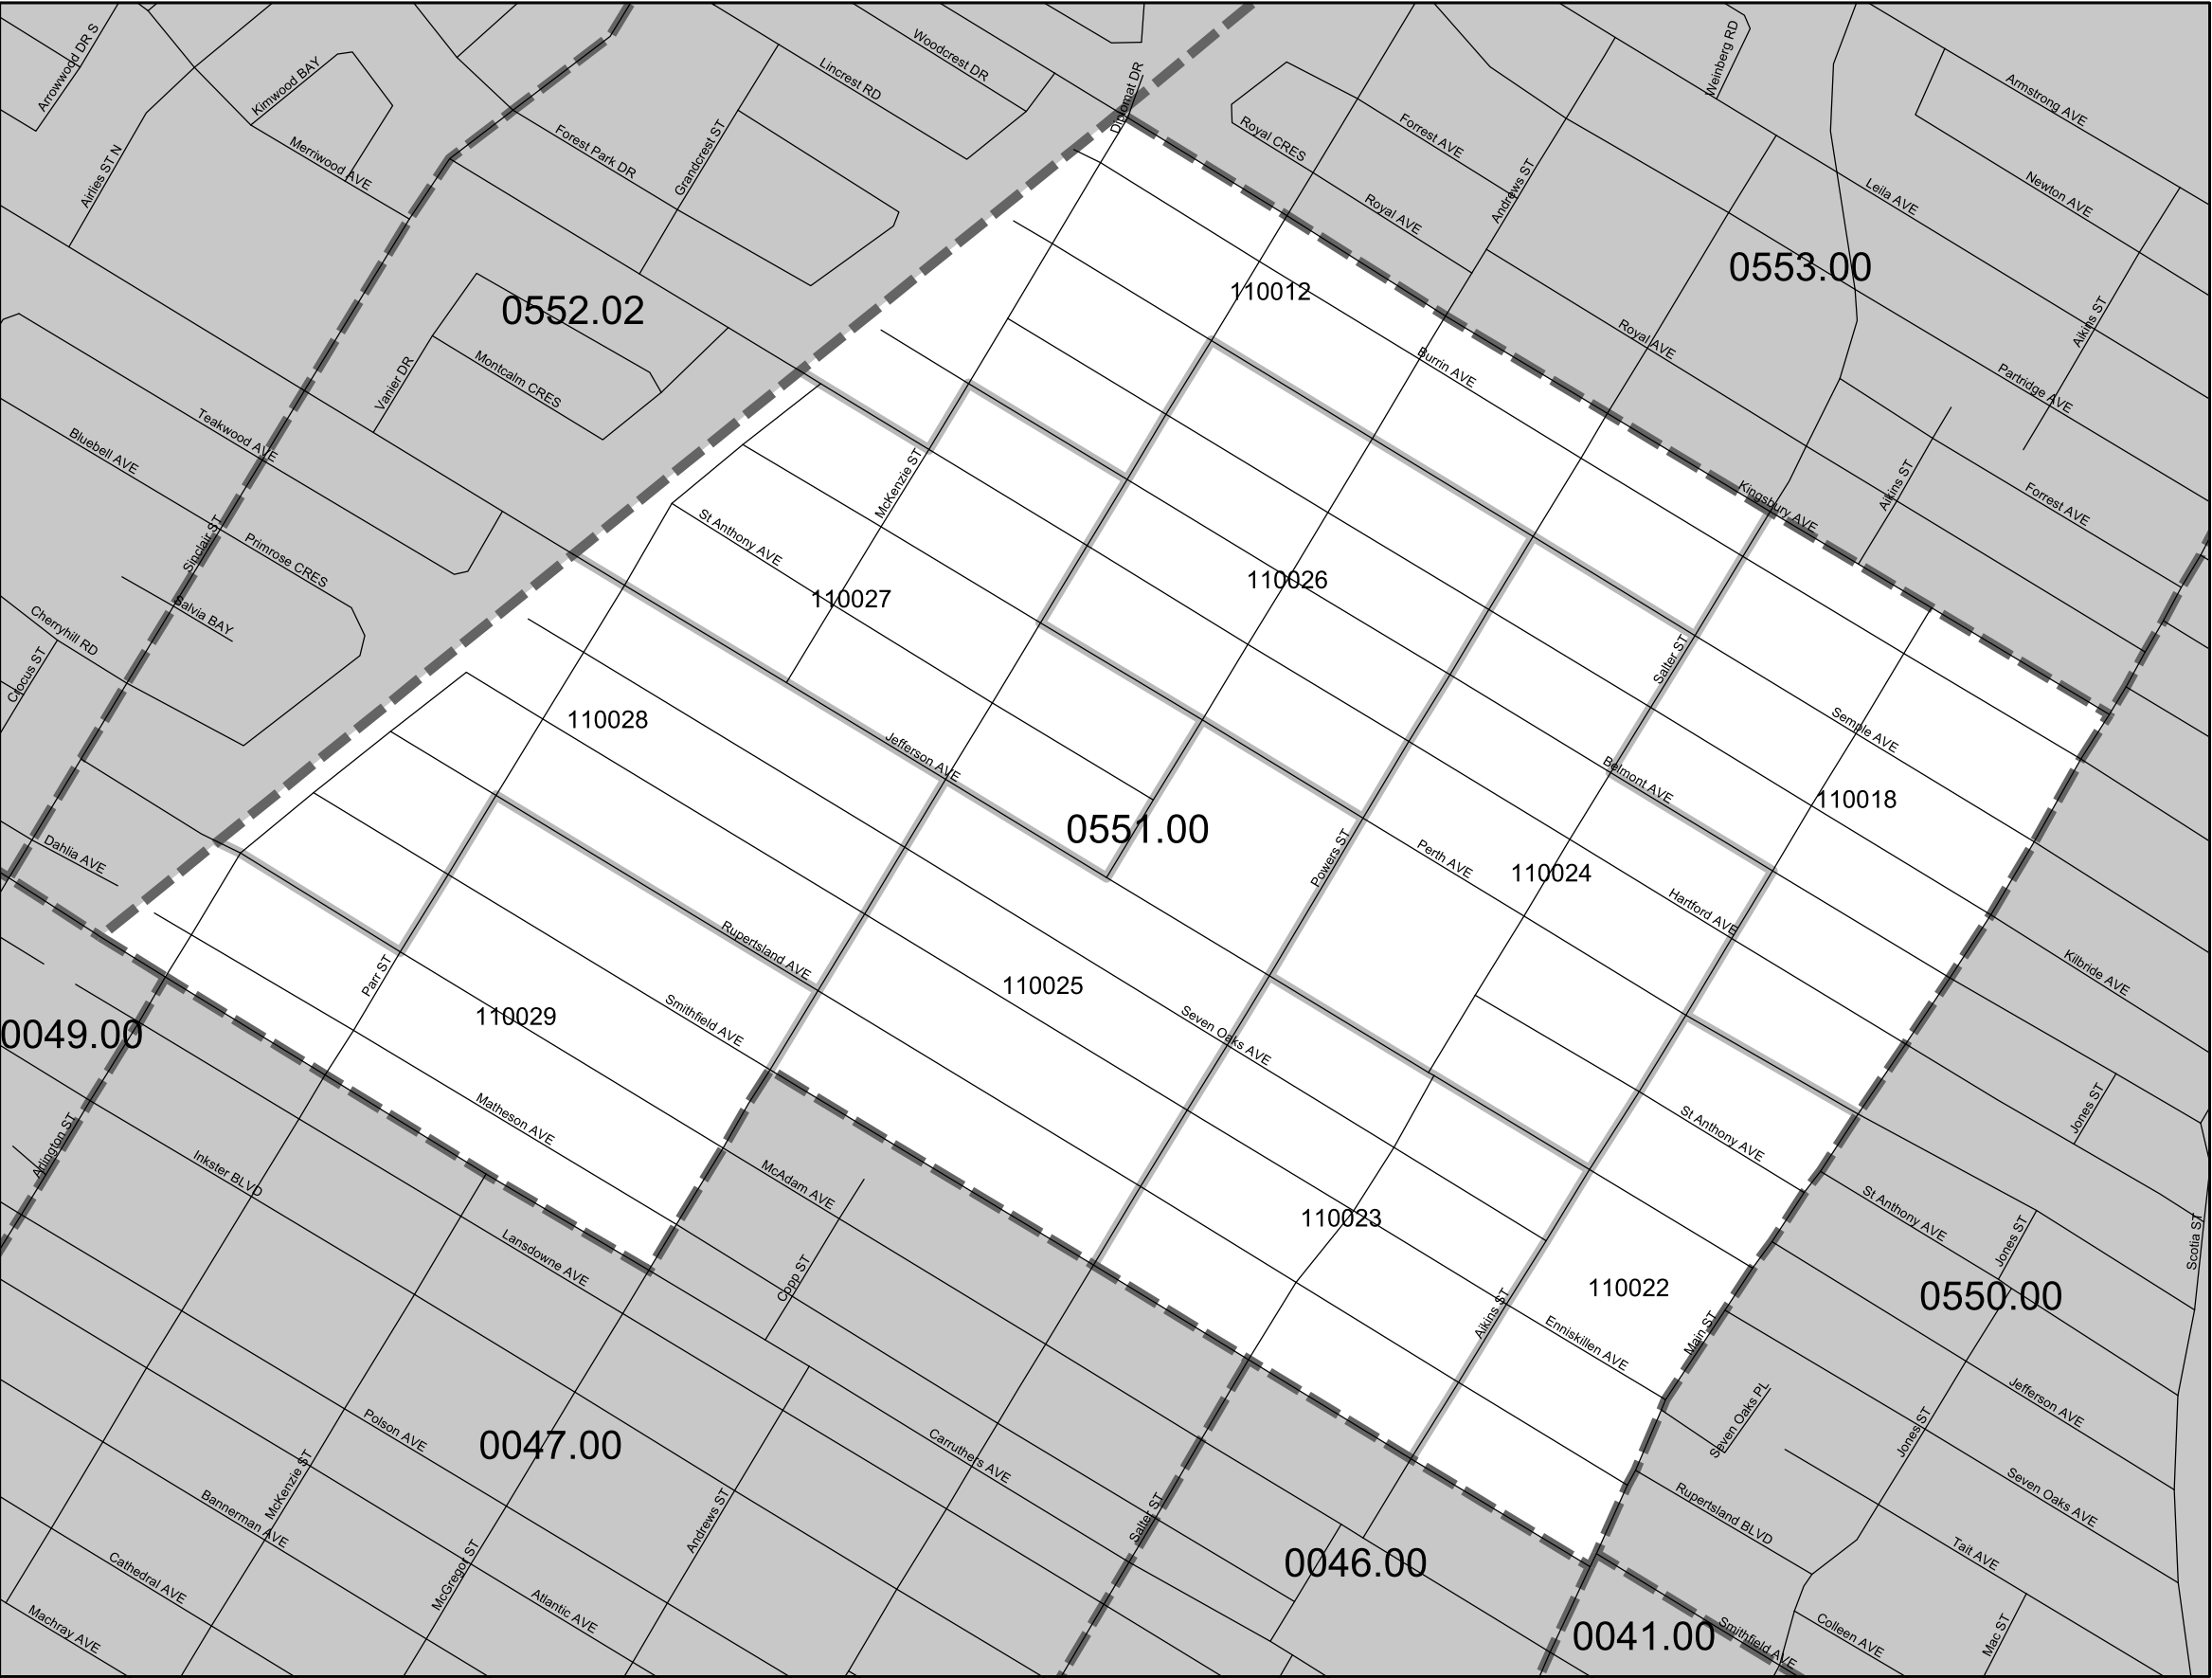 Arrowwood DR S
Kimwood BAY
Woodcrest DR
Lincrest RD
Diplomat DR
Weinberg RD
Armstrong AVE
Airlies ST N
Merriwood AVE
Forest Park DR
Grandcrest ST
Royal CRES
Forrest AVE
Royal AVE
Andrews ST
Leila AVE
Newton AVE
0553.00
0552.02
110012
Aikins ST
Royal AVE
Burrin AVE
Partridge AVE
Vanier DR
Montcalm CRES
Teakwood AVE
Bluebell AVE
McKenzie ST
Kingsbury AVE
Aikins ST
Forrest AVE
St Anthony AVE
Sinclair ST
Primrose CRES
110026
110027
Salvia BAY
Cherryhill RD
Crocus ST
Salter ST
110028
Semple AVE
Jefferson AVE
Belmont AVE
110018
0551.00
Dahlia AVE
Powers ST
Perth AVE
110024
Hartford AVE
Rupertsland AVE
Parr ST
110025
Kilbride AVE
110029
Smithfield AVE
Seven Oaks AVE
0049.00
Matheson AVE
Jones ST
St Anthony AVE
Arlington ST
Inkster BLVD
McAdam AVE
110023
St Anthony AVE
Jones ST
Scotia ST
Lansdowne AVE
Copp ST
110022
0550.00
Aikins ST
Enniskillen AVE
Main ST
Seven Oaks PL
Jefferson AVE
Jones ST
0047.00
Polson AVE
Carruthers AVE
McKenzie ST
Bannerman AVE
Andrews ST
Salter ST
Rupertsland BLVD
Seven Oaks AVE
Tait AVE
0046.00
Cathedral AVE
McGregor ST
Atlantic AVE
Machray AVE
0041.00
Smithfield AVE
Colleen AVE
Mac ST